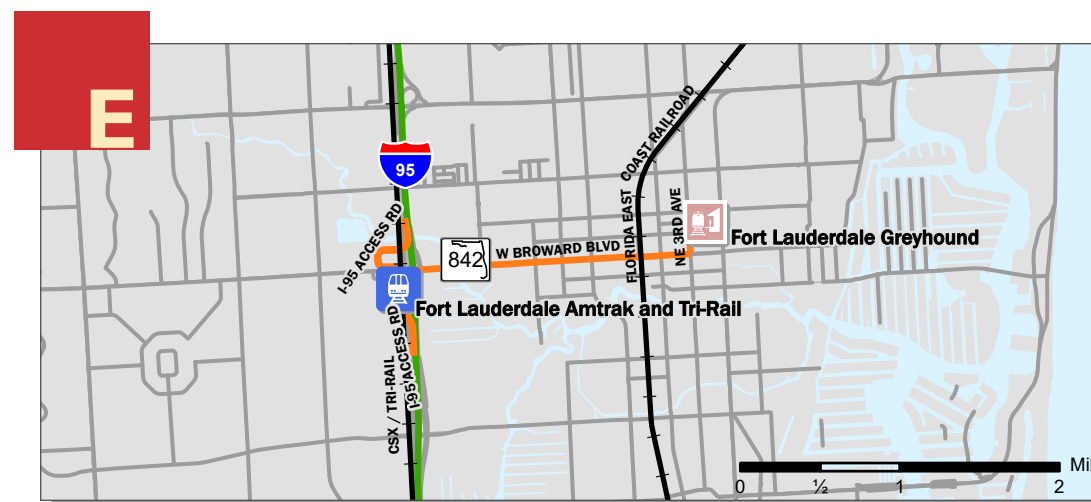 E
95
I-95 ACCESS RD
842
W BROWARD BLVD
FLORIDA EAST COAST RAILROAD
NE 3RD AVE
Fort Lauderdale Greyhound
Fort Lauderdale Amtrak and Tri-Rail
CSX / TRI-RAIL
I-95 ACCESS RD
Mil
0 ½ 1 2